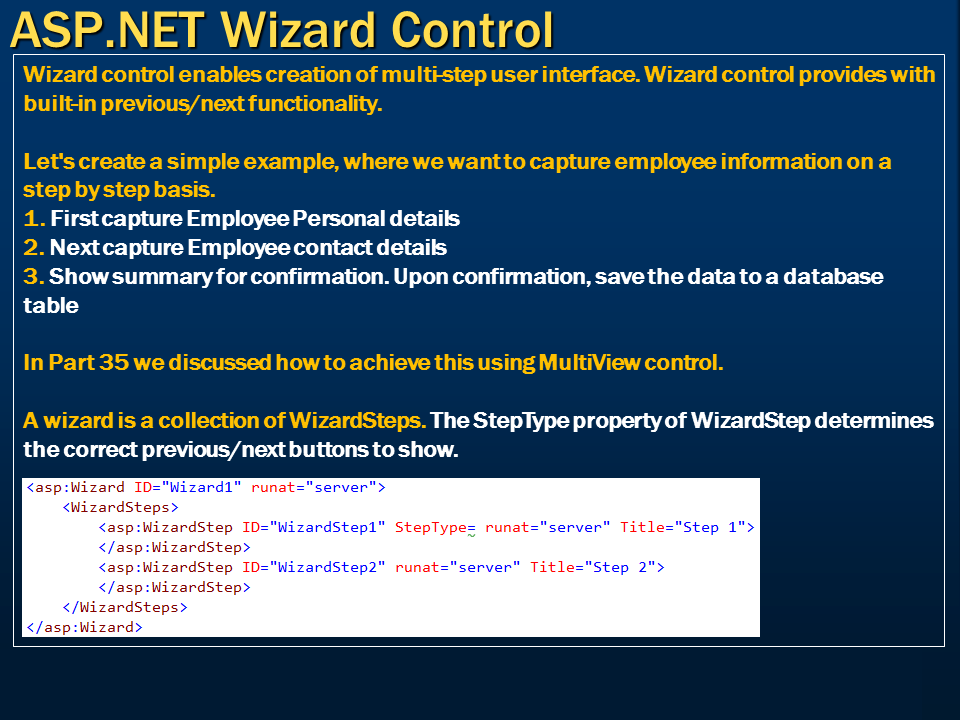 ASP.NET Wizard Control
Wizard control enables creation of multi-step user interface. Wizard control provides with
built-in previous/next functionality.
Let's create a simple example, where we want to capture employee information on a
step by step basis.
1. First capture Employee Personal details
2. Next capture Employee contact details
3. Show summary for confirmation. Upon confirmation, save the data to a database
table
In Part 35 we discussed how to achieve this using MultiView control.
A wizard is a collection of WizardSteps. The StepType property of WizardStep determines
the correct previous/next buttons to show.
<asp:Wizard ID="Wizard1" runat="server">
<WizardSteps>
<asp:WizardStep ID="WizardStep1" StepType= runat="server" Title="Step 1">
</asp:WizardStep>
<asp:WizardStep ID="WizardStep2" runat="server" Title="Step 2">
</asp:WizardStep>
</WizardSteps>
</asp:Wizard>